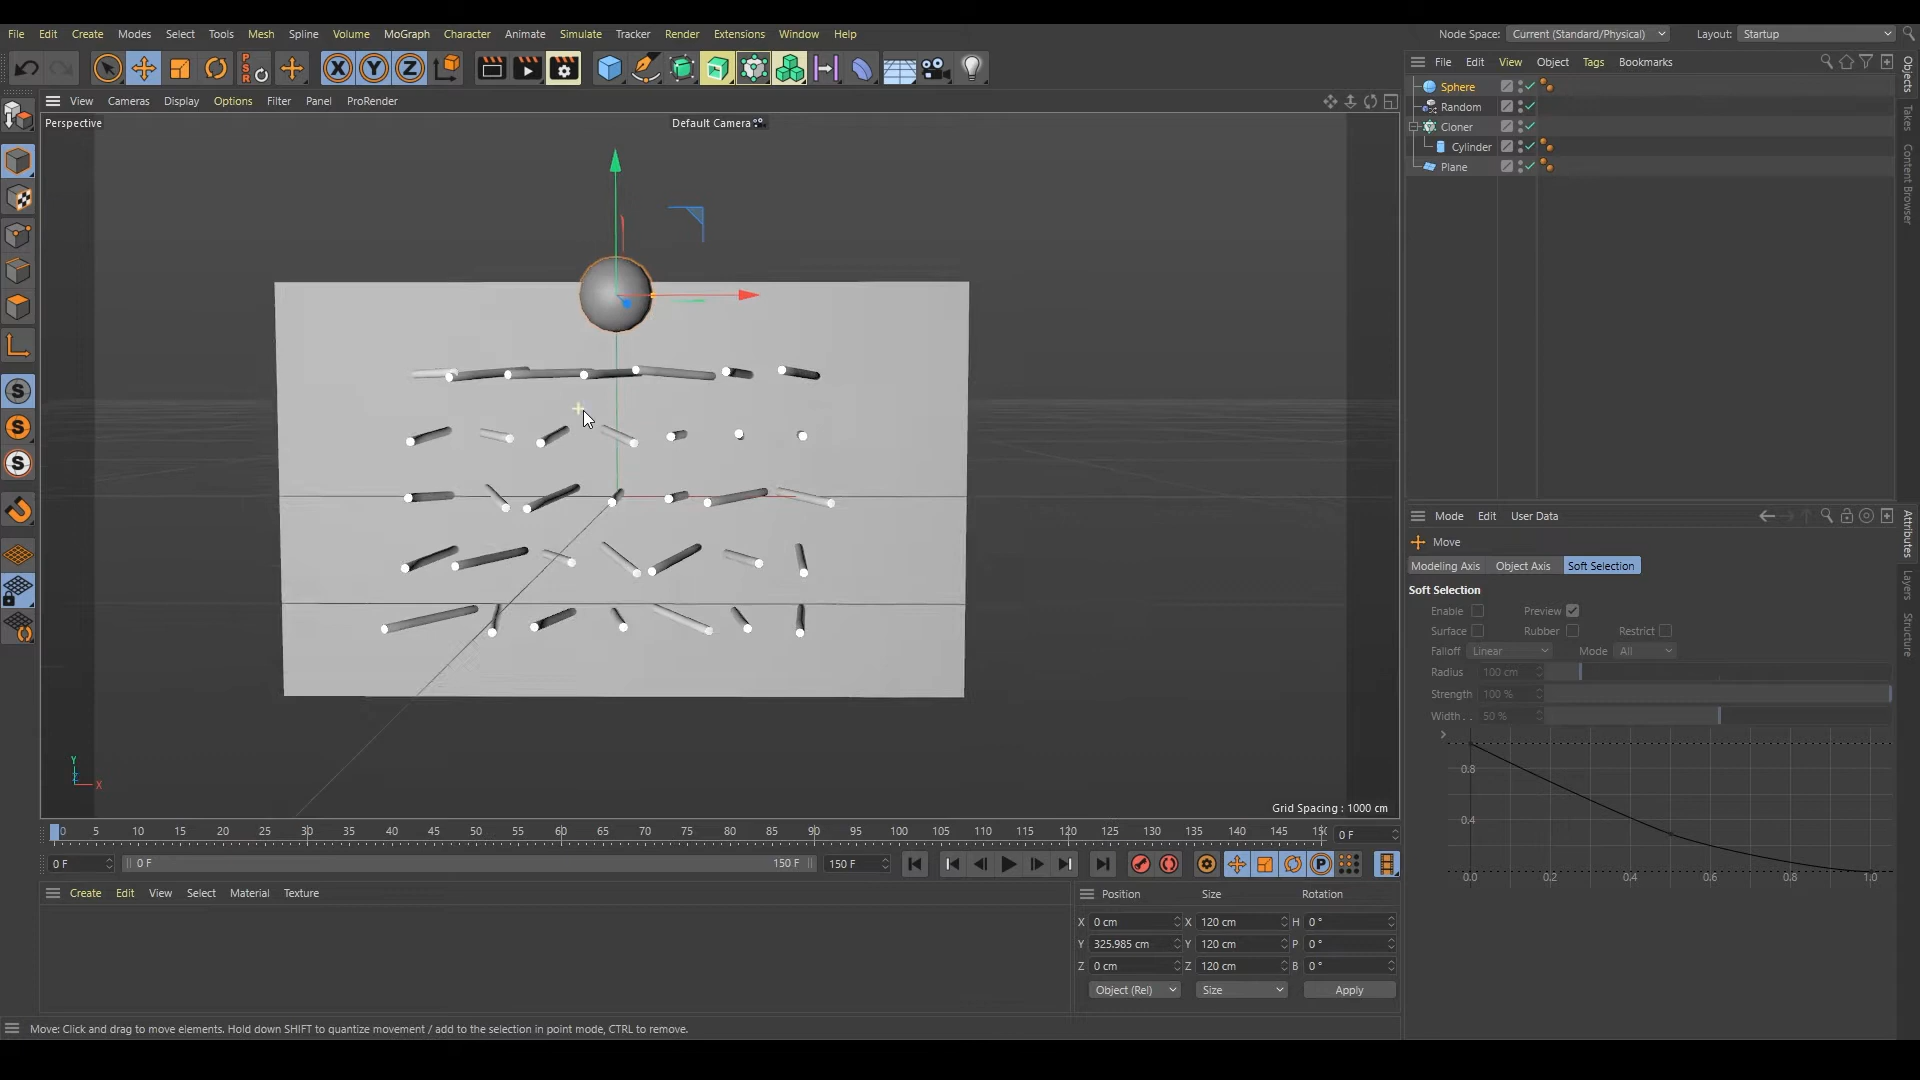 File Edit Create Modes Select Tools Mesh Spline Volume MoGraph Character Animate Simulate Tracker Render Extensions Window Help
Node Space: Current (Standard/Physical) Layout: Startup
File Edit View Object Tags Bookmarks
View Cameras Display Options Filter Panel ProRender
Perspective
Default Camera
Sphere
Random
Cloner
Cylinder
Plane
Objects
Takes
Content Browser
Mode Edit User Data
Move
Modeling Axis Object Axis Soft Selection
Soft Selection
Enable Preview
Surface Rubber Restrict
Falloff Linear Mode All
Radius 100 cm
Strength 100 %
Width . . 50 %
0.8
0.4
0.0 0.2 0.4 0.6 0.8 1.0
Attributes
Layers
Structure
Y
Z
X
Grid Spacing : 1000 cm
0 5 10 15 20 25 30 35 40 45 50 55 60 65 70 75 80 85 90 95 100 105 110 115 120 125 130 135 140 145 0 F
0 F 0 F 150 F 150 F
Create Edit View Select Material Texture
Position Size Rotation
X 0 cm X 120 cm H 0 °
Y 325.985 cm Y 120 cm P 0 °
Z 0 cm Z 120 cm B 0 °
Object (Rel) Size Apply
Move: Click and drag to move elements. Hold down SHIFT to quantize movement / add to the selection in point mode, CTRL to remove.